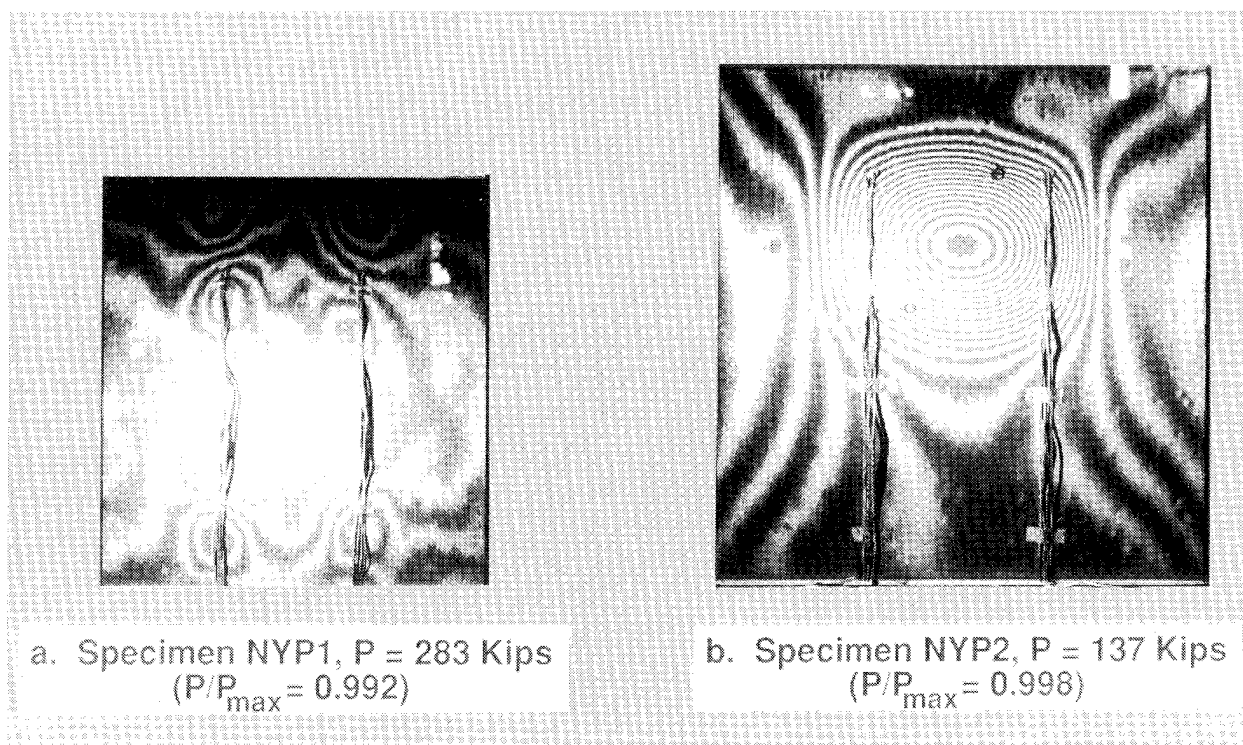 a. Specimen NYP1, P = 283 Kips
(P/Pmax = 0.992)
b. Specimen NYP2, P = 137 Kips
(P/Pmax = 0.998)